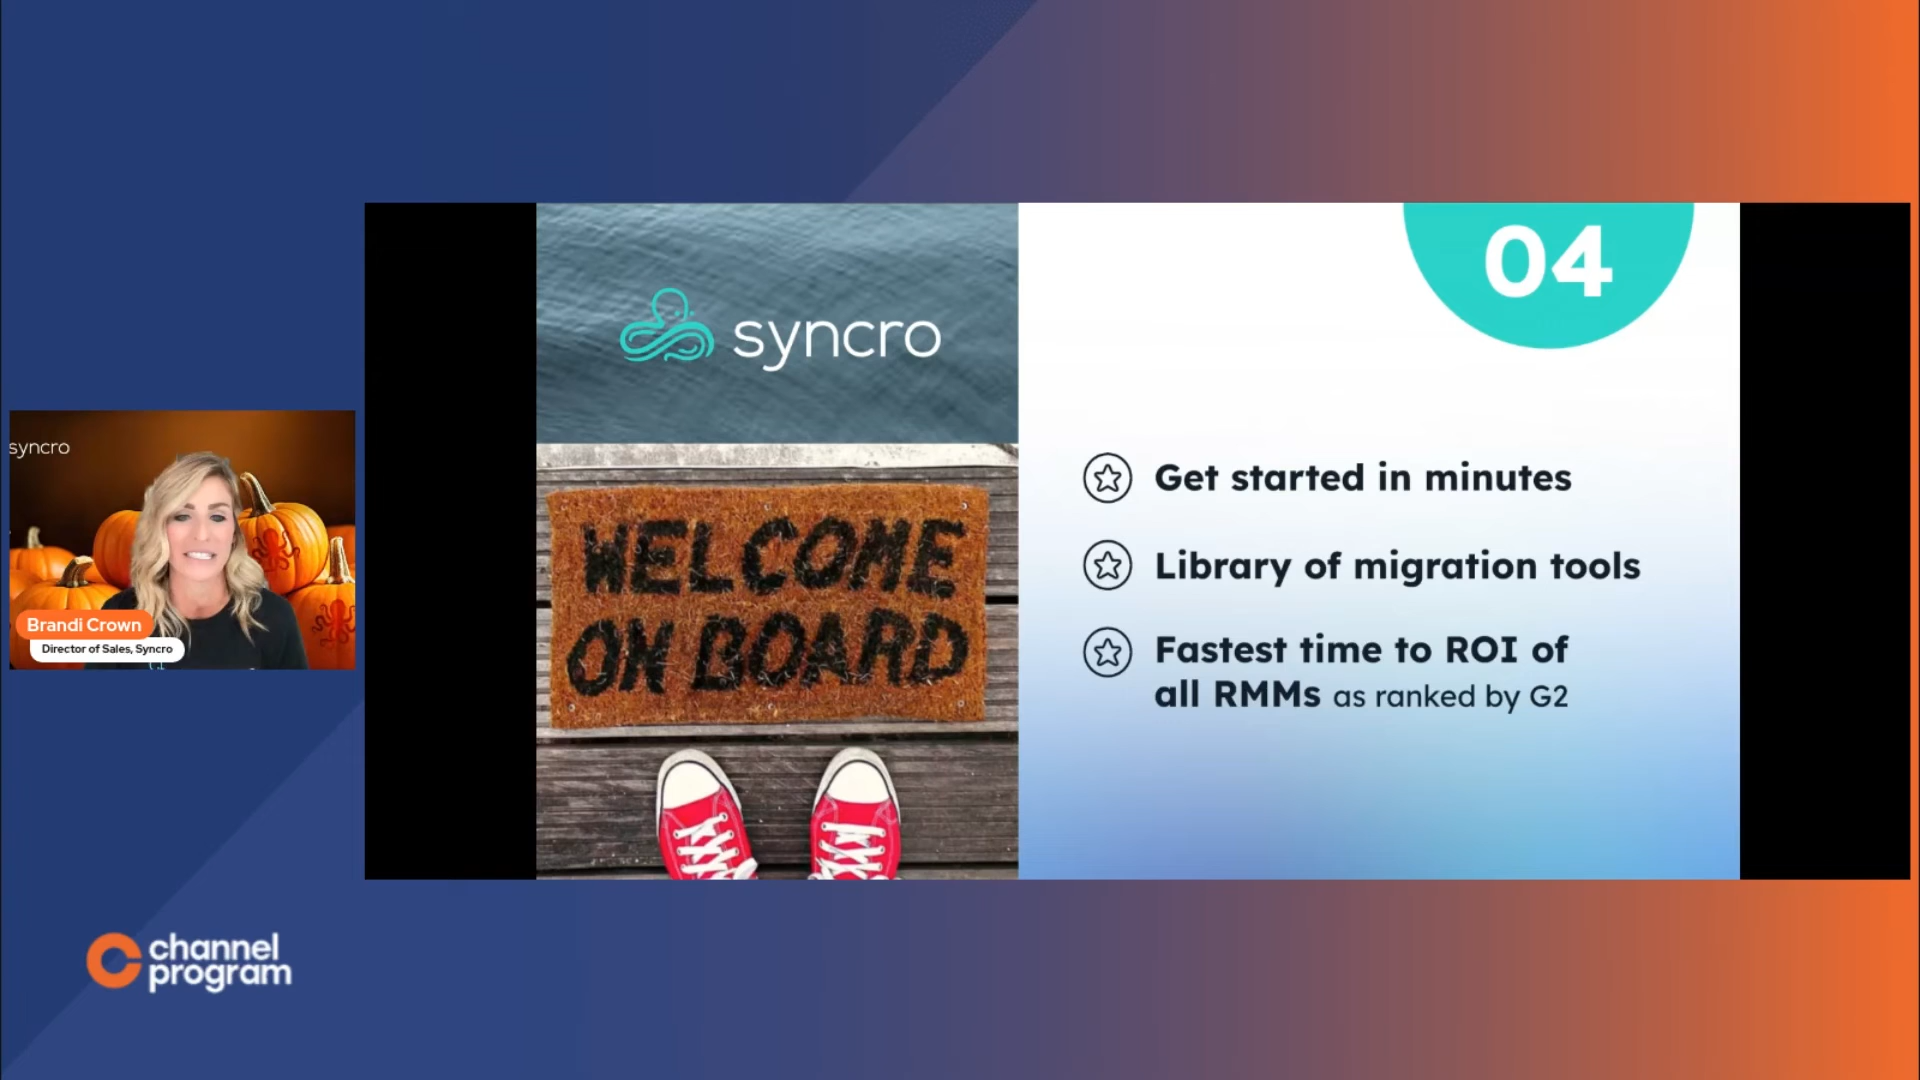 syncro
Brandi Crown
Director of Sales, Syncro
syncro
WELCOME
ON BOARD
04
Get started in minutes
Library of migration tools
Fastest time to ROI of
all RMMs as ranked by G2
channel
program